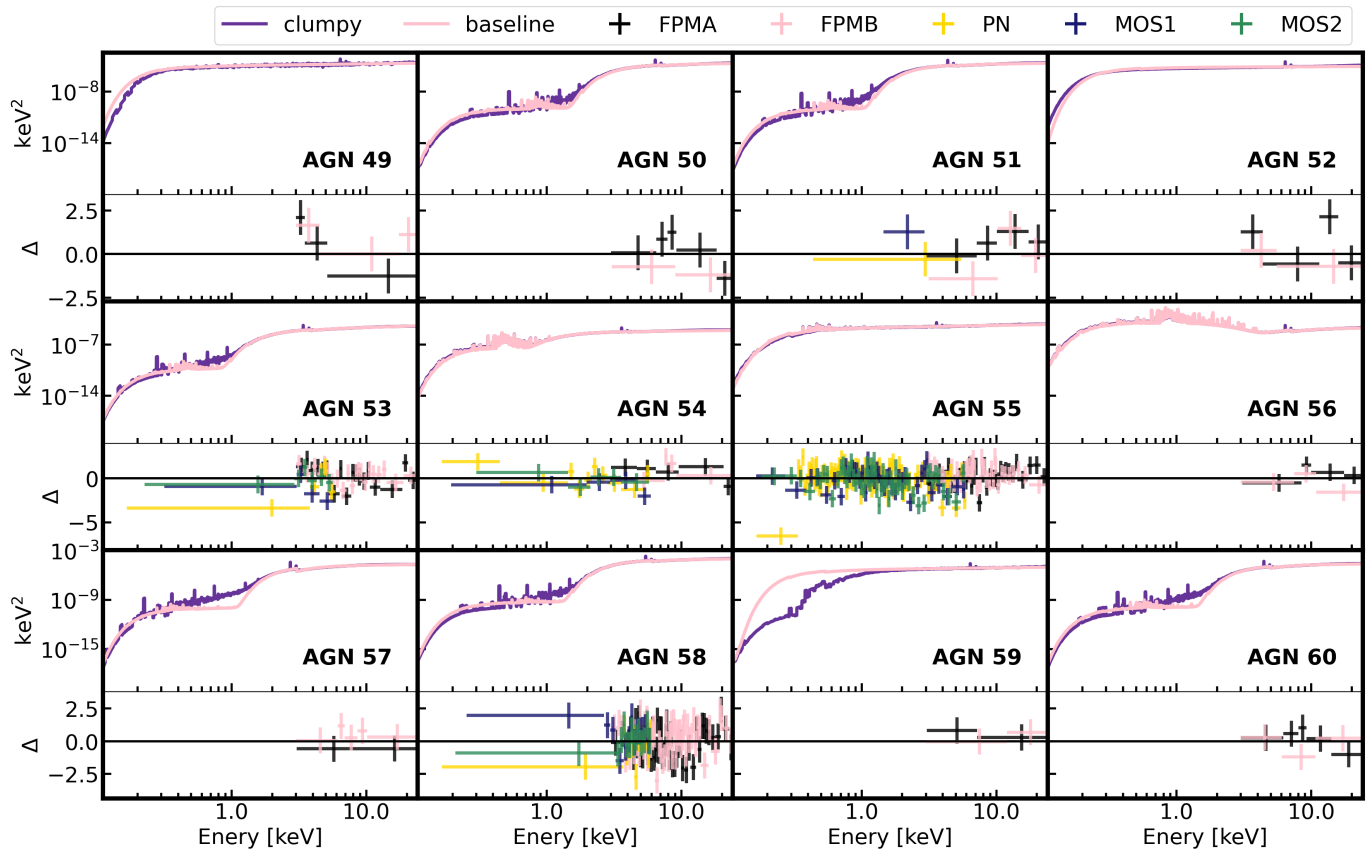 clumpy baseline FPMA FPMB PN MOS1 MOS2
keV²
10⁻⁸
10⁻¹⁴
AGN 49 AGN 50 AGN 51 AGN 52
Δ
2.5
0.0
−2.5
keV²
10⁻⁷
10⁻¹⁴
AGN 53 AGN 54 AGN 55 AGN 56
Δ
0
−5
keV²
10⁻³
10⁻⁹
10⁻¹⁵
AGN 57 AGN 58 AGN 59 AGN 60
Δ
2.5
0.0
−2.5
1.0 10.0 1.0 10.0 1.0 10.0 1.0 10.0
Enery [keV] Enery [keV] Enery [keV] Enery [keV]